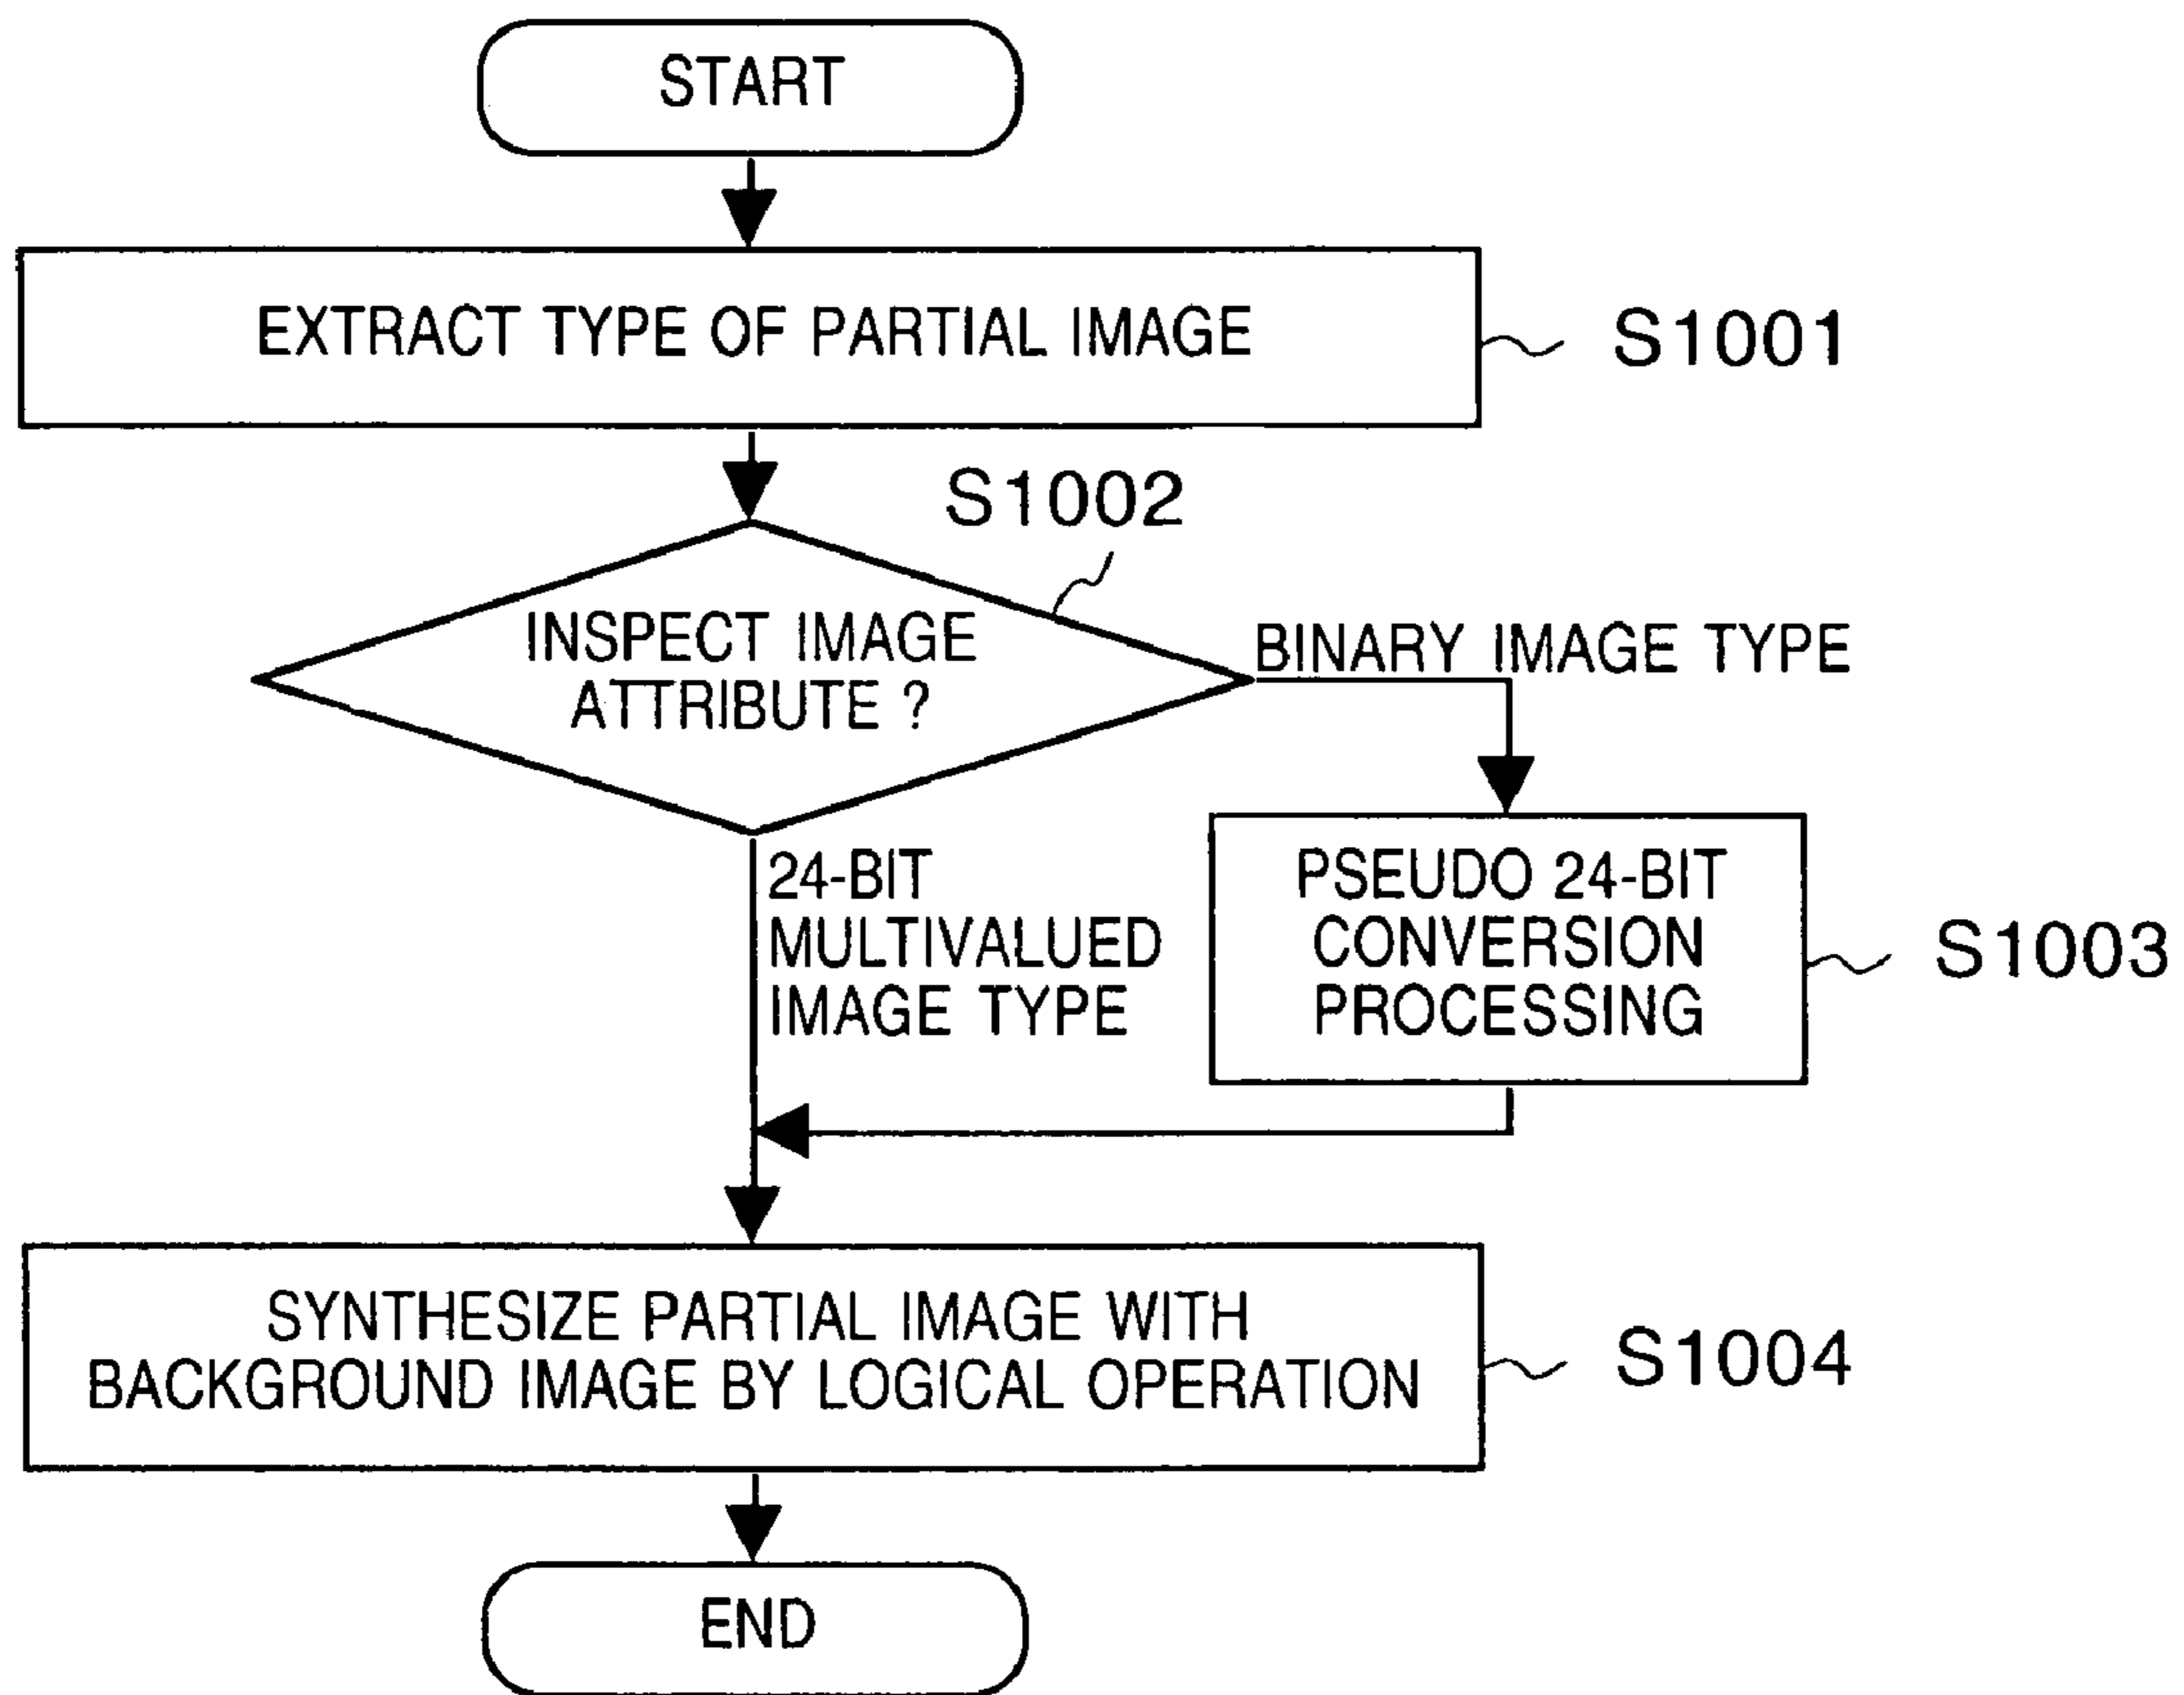 START
EXTRACT TYPE OF PARTIAL IMAGE
S1001
S1002
INSPECT IMAGE
ATTRIBUTE ?
BINARY IMAGE TYPE
24-BIT
MULTIVALUED
IMAGE TYPE
PSEUDO 24-BIT
CONVERSION
PROCESSING
S1003
SYNTHESIZE PARTIAL IMAGE WITH
BACKGROUND IMAGE BY LOGICAL OPERATION
S1004
END